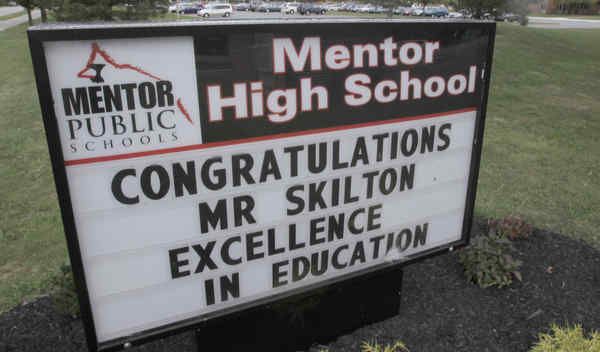 MENTOR
PUBLIC
SCHOOLS
Mentor
High School
CONGRATULATIONS
MR SKILTON
EXCELLENCE
IN EDUCATION